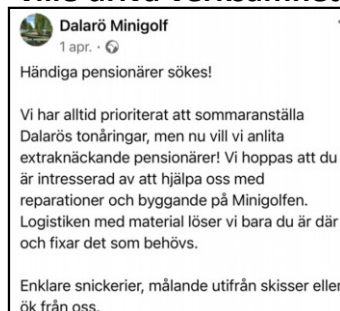 Dalarö Minigolf
1 apr.
Händiga pensionärer sökes!
Vi har alltid prioriterat att sommaranställa
Dalarös tonåringar, men nu vill vi anlita
extraknäckande pensionärer! Vi hoppas att du
är intresserad av att hjälpa oss med
reparationer och byggande på Minigolfen.
Logistiken med material löser vi bara du är där
och fixar det som behövs.
Enklare snickerier, målande utifrån skisser eller
ök från oss.